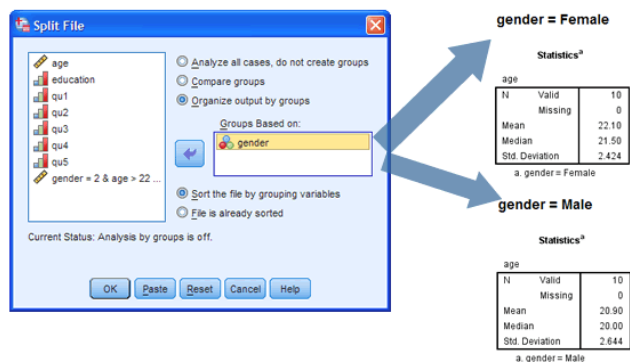 Split File
age
education
qu1
qu2
qu3
qu4
qu5
gender = 2 & age > 22 ...
Analyze all cases, do not create groups
Compare groups
Organize output by groups
Groups Based on:
gender
Sort the file by grouping variables
File is already sorted
Current Status: Analysis by groups is off.
OK Paste Reset Cancel Help
gender = Female
Statisticsa
age
N Valid 10
Missing 0
Mean 22.10
Median 21.50
Std. Deviation 2.424
a. gender = Female
gender = Male
Statisticsa
age
N Valid 10
Missing 0
Mean 20.90
Median 20.00
Std. Deviation 2.644
a. gender = Male